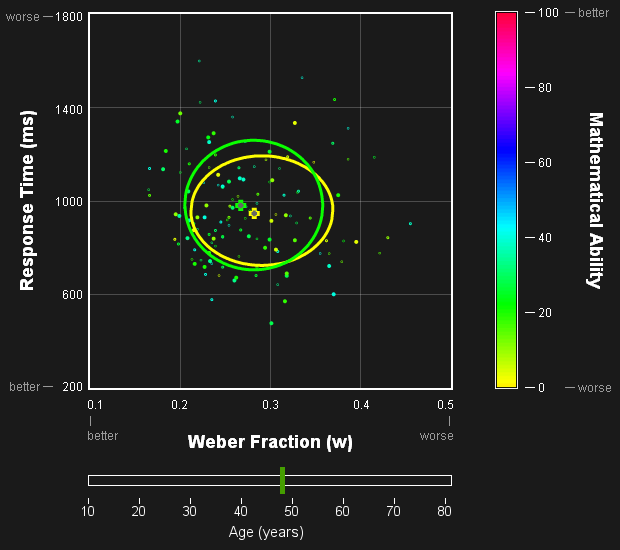 worse
1800
1400
1000
600
better
200
Response Time (ms)
0.1
0.2
0.3
0.4
0.5
better
worse
Weber Fraction (w)
100
better
80
60
40
20
0
worse
Mathematical Ability
10
20
30
40
50
60
70
80
Age (years)